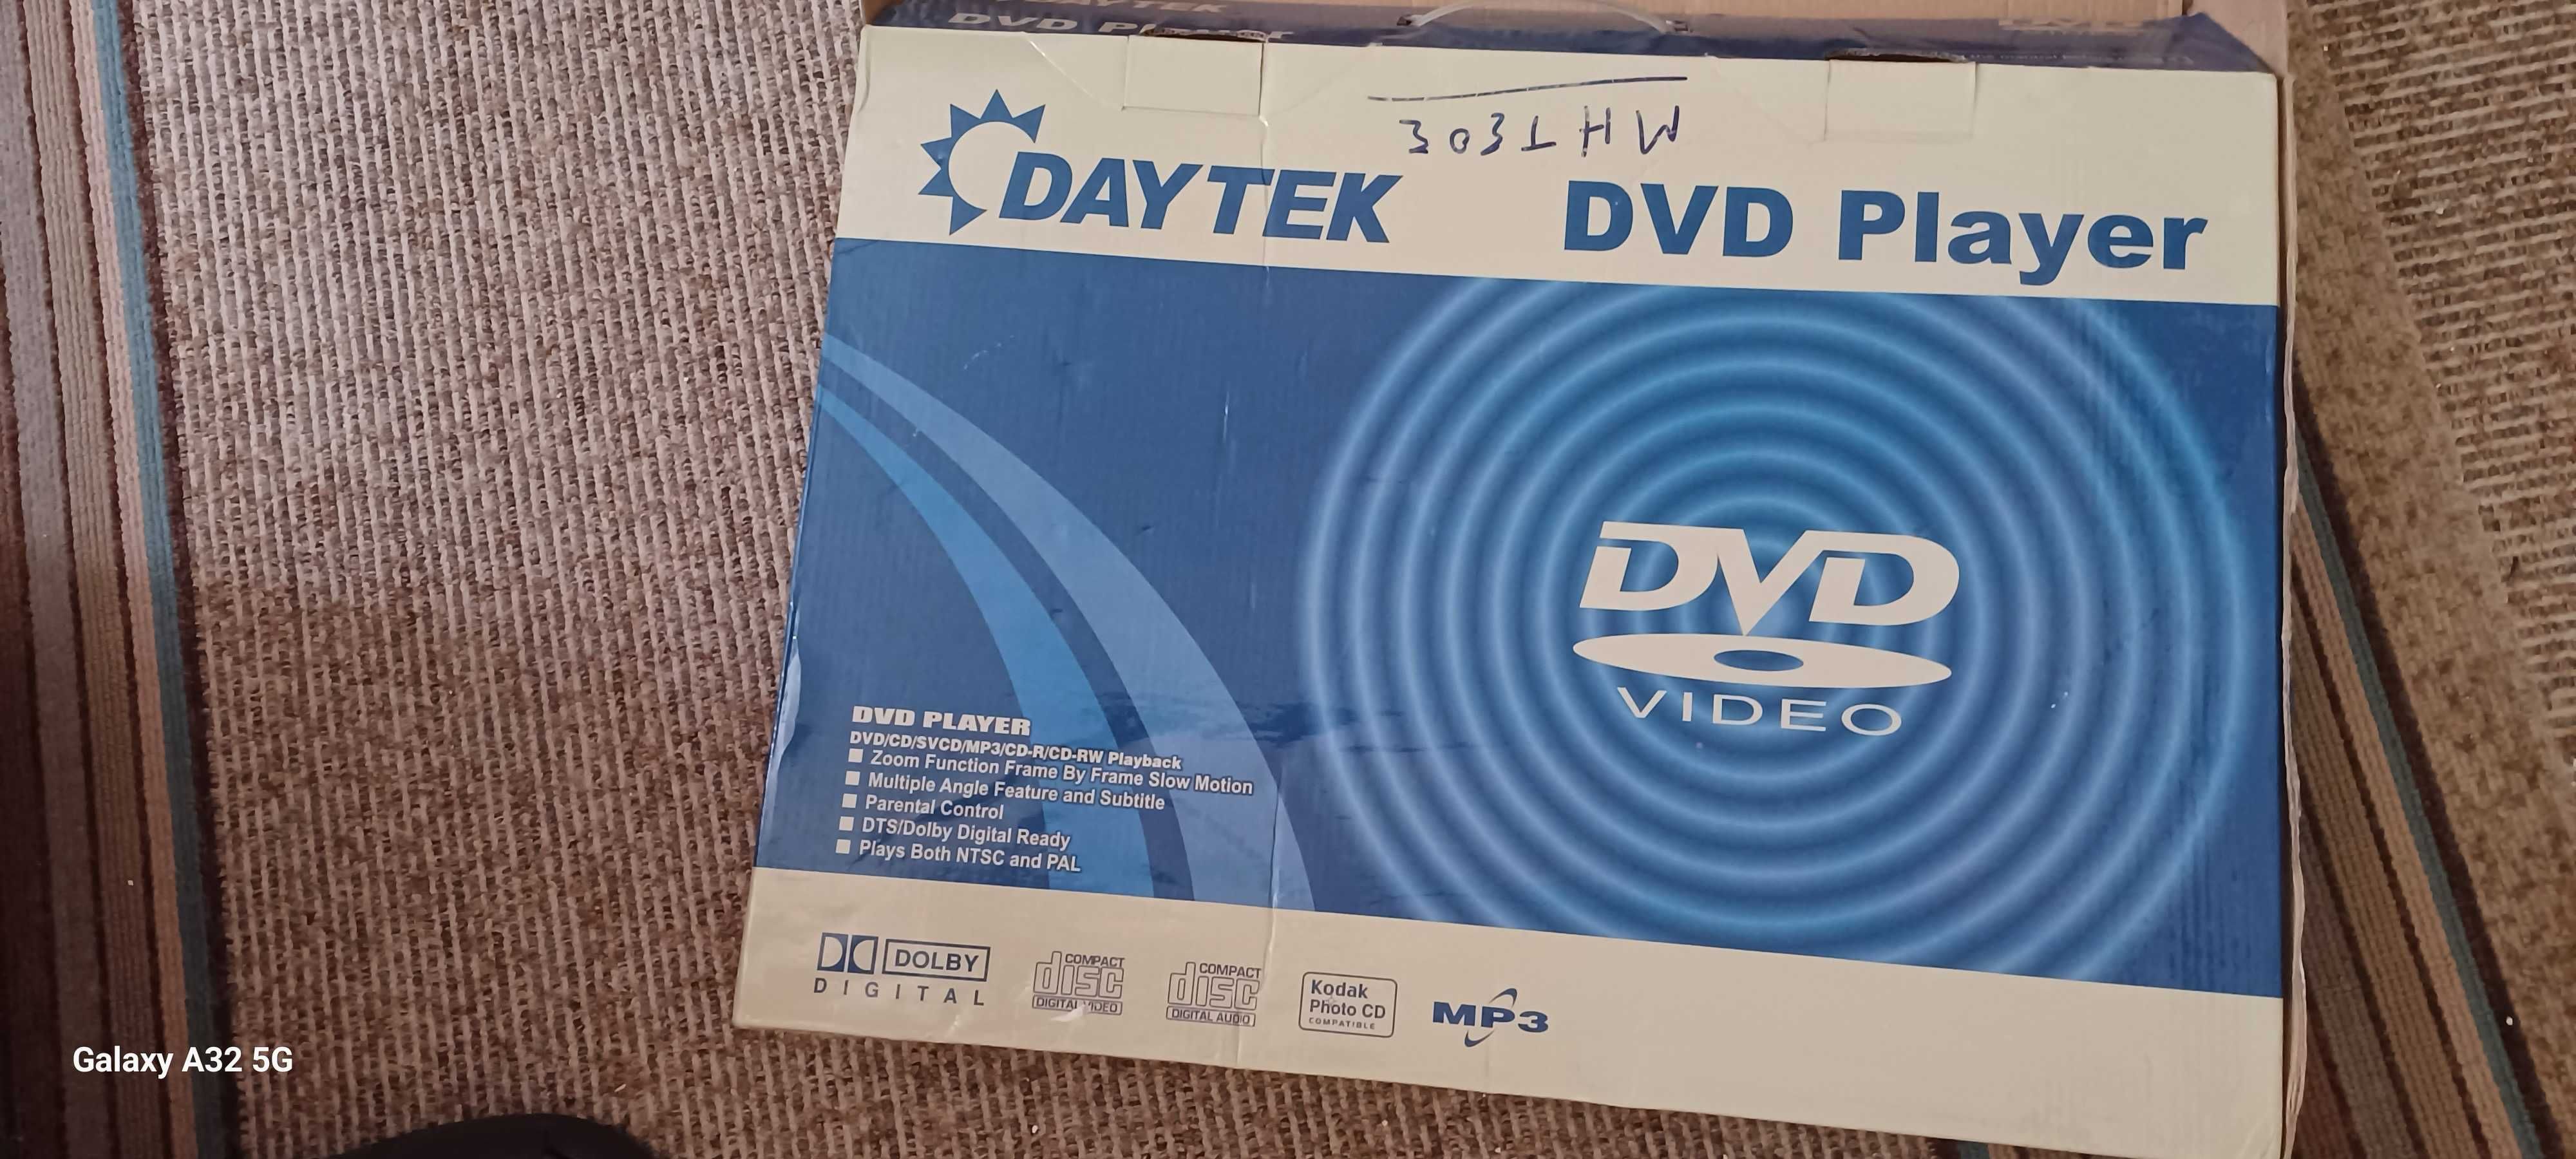 DVD Player
DAYTEK
DVD Player
DVD
VIDEO
DVD PLAYER
DVD/CD/SVCD/MP3/CD-R/CD-RW Playback
Zoom Function Frame By Frame Slow Motion
Multiple Angle Feature and Subtitle
Parental Control
DTS/Dolby Digital Ready
Plays Both NTSC and PAL
DOLBY
DIGITAL
COMPACT
disc
DIGITAL VIDEO
COMPACT
disc
DIGITAL AUDIO
Kodak
Photo CD
COMPATIBLE
MP3
Galaxy A32 5G